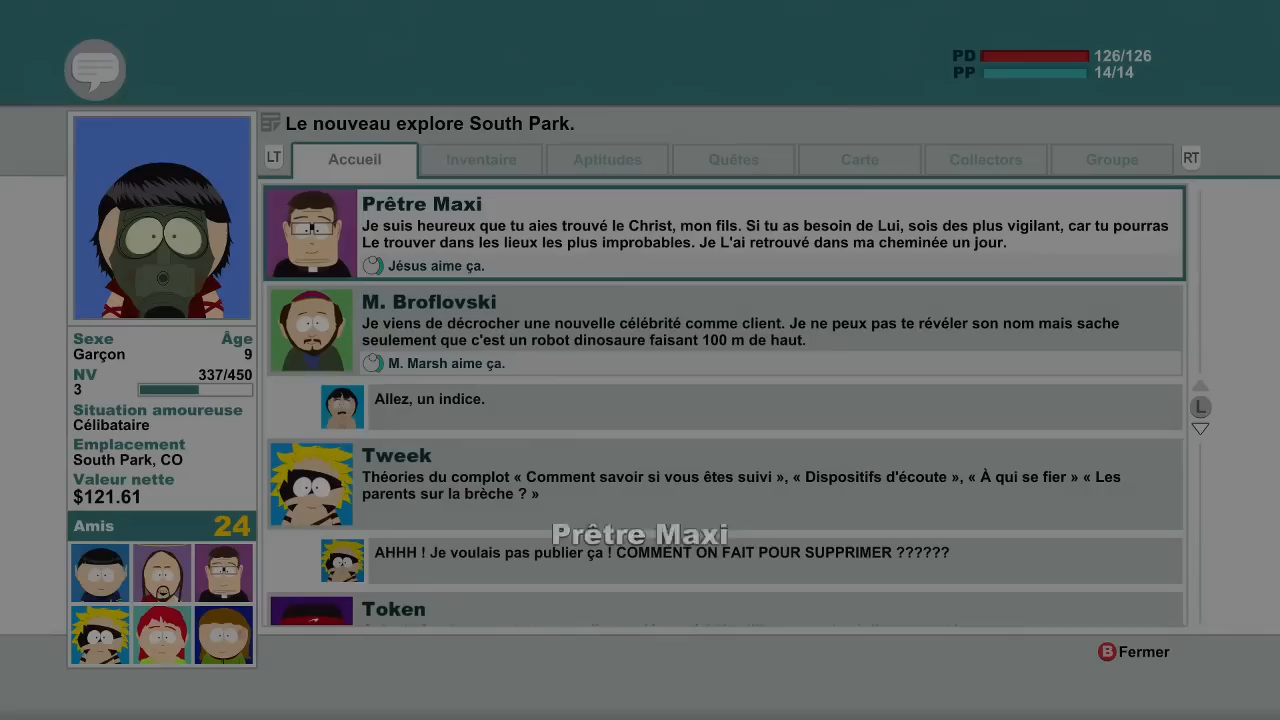 PD 126/126
PP 14/14
Le nouveau explore South Park.
LT Accueil Inventaire Aptitudes Quêtes Carte Collectors Groupe RT
Prêtre Maxi
Je suis heureux que tu aies trouvé le Christ, mon fils. Si tu as besoin de Lui, sois des plus vigilant, car tu pourras
Le trouver dans les lieux les plus improbables. Je L'ai retrouvé dans ma cheminée un jour.
Jésus aime ça.
M. Broflovski
Je viens de décrocher une nouvelle célébrité comme client. Je ne peux pas te révéler son nom mais sache
seulement que c'est un robot dinosaure faisant 100 m de haut.
M. Marsh aime ça.
Allez, un indice.
Tweek
Théories du complot « Comment savoir si vous êtes suivi », « Dispositifs d'écoute », « À qui se fier » « Les
parents sur la brèche ? »
Prêtre Maxi
AHHH ! Je voulais pas publier ça ! COMMENT ON FAIT POUR SUPPRIMER ??????
Token
Sexe Âge
Garçon 9
NV 337/450
3
Situation amoureuse
Célibataire
Emplacement
South Park, CO
Valeur nette
$121.61
Amis 24
L
B Fermer